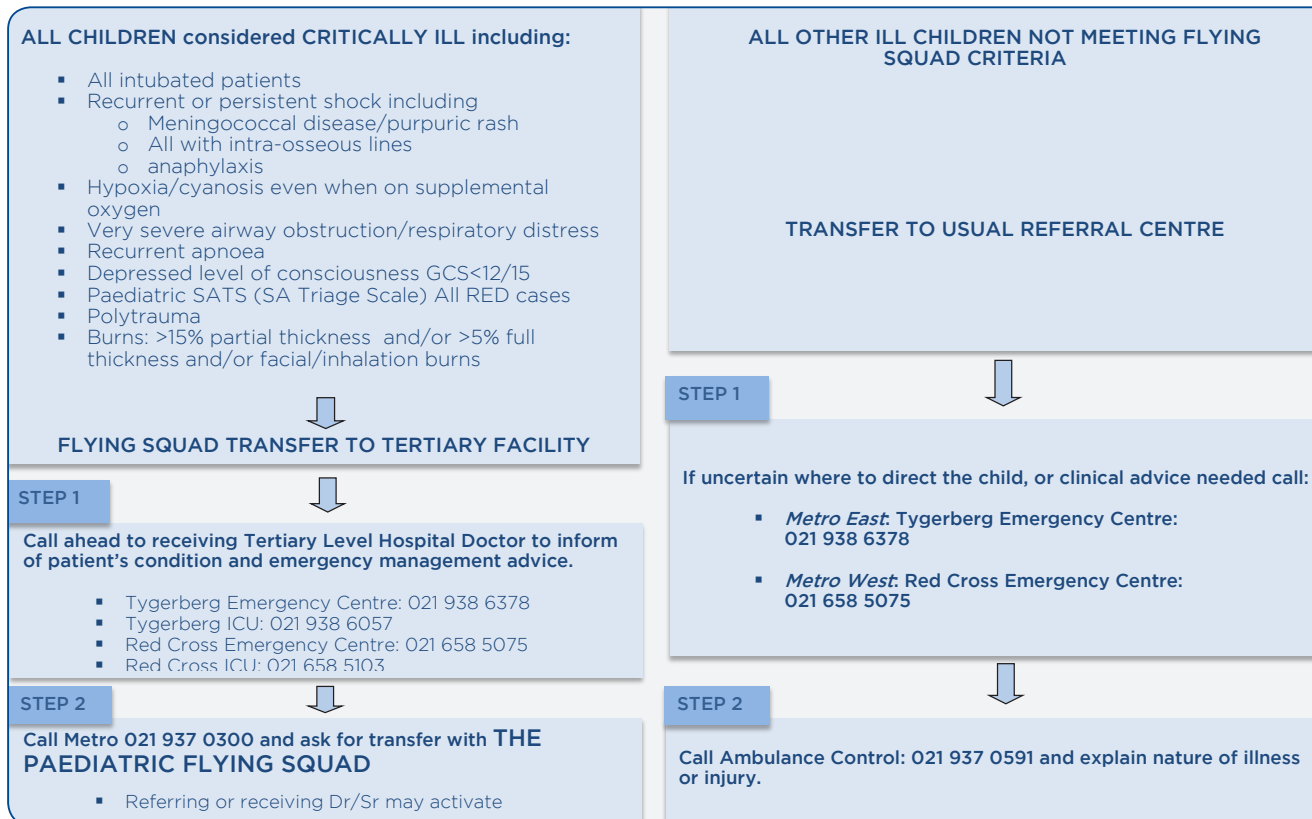 ALL CHILDREN considered CRITICALLY ILL including:
▪ All intubated patients
▪ Recurrent or persistent shock including
o Meningococcal disease/purpuric rash
o All with intra-osseous lines
o anaphylaxis
▪ Hypoxia/cyanosis even when on supplemental
oxygen
▪ Very severe airway obstruction/respiratory distress
▪ Recurrent apnoea
▪ Depressed level of consciousness GCS<12/15
▪ Paediatric SATS (SA Triage Scale) All RED cases
▪ Polytrauma
▪ Burns: >15% partial thickness and/or >5% full
thickness and/or facial/inhalation burns
FLYING SQUAD TRANSFER TO TERTIARY FACILITY
STEP 1
Call ahead to receiving Tertiary Level Hospital Doctor to inform
of patient's condition and emergency management advice.
▪ Tygerberg Emergency Centre: 021 938 6378
▪ Tygerberg ICU: 021 938 6057
▪ Red Cross Emergency Centre: 021 658 5075
▪ Red Cross ICU: 021 658 5103
STEP 2
Call Metro 021 937 0300 and ask for transfer with THE
PAEDIATRIC FLYING SQUAD
▪ Referring or receiving Dr/Sr may activate
ALL OTHER ILL CHILDREN NOT MEETING FLYING
SQUAD CRITERIA
TRANSFER TO USUAL REFERRAL CENTRE
STEP 1
If uncertain where to direct the child, or clinical advice needed call:
▪ Metro East: Tygerberg Emergency Centre:
021 938 6378
▪ Metro West: Red Cross Emergency Centre:
021 658 5075
STEP 2
Call Ambulance Control: 021 937 0591 and explain nature of illness
or injury.